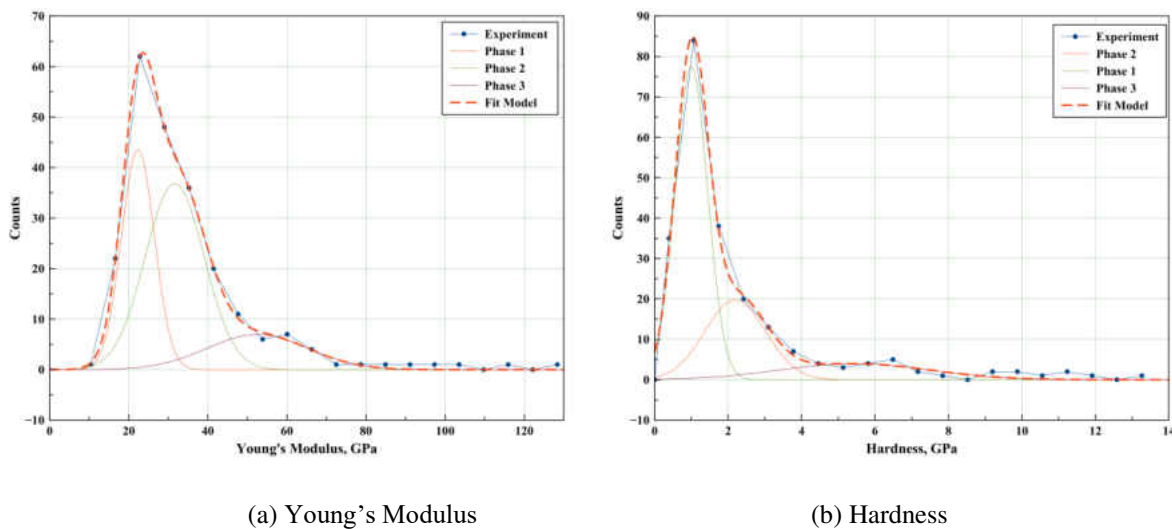 70
60
50
40
30
20
10
0
−10
Counts
0 20 40 60 80 100 120
Young's Modulus, GPa
Experiment
Phase 1
Phase 2
Phase 3
Fit Model
90
80
70
60
50
40
30
20
10
0
−10
Counts
0 2 4 6 8 10 12 14
Hardness, GPa
Experiment
Phase 2
Phase 1
Phase 3
Fit Model
(a) Young’s Modulus
(b) Hardness